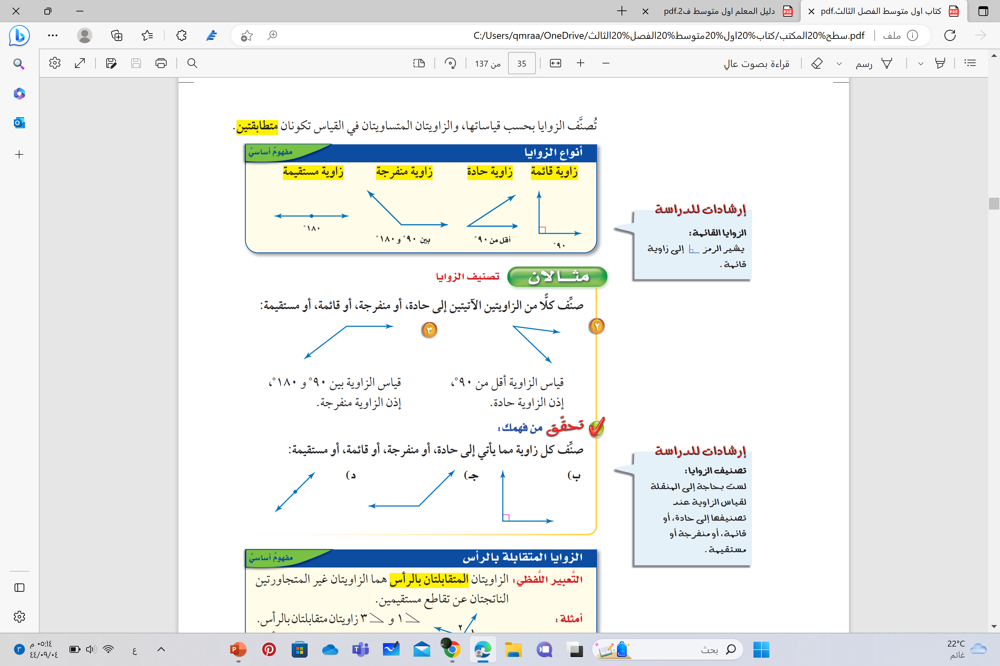 كتاب اول متوسط الفصل الثالث.pdf
دليل المعلم اول متوسط ف2.pdf
ملف
C:/Users/qmraa/OneDrive/سطح%20المكتب/كتاب%20اول%20متوسط%20الفصل%20الثالث.pdf
رسم
قراءة بصوت عالٍ
35
من 137
تُصنَّف الزوايا بحسب قياساتها، والزاويتان المتساويتان في القياس تكونان متطابقتين.
أنواع الزوايا
مفهومٌ أساسيٌ
زاوية قائمة
زاوية حادة
زاوية منفرجة
زاوية مستقيمة
٩٠°
أقل من ٩٠°
بين ٩٠° و ١٨٠°
١٨٠°
إرشادات للدراسة
الزوايا القائمة:
يشير الرمز إلى زاوية
قائمة.
مثـالان
تصنيف الزوايا
صنِّف كلًّا من الزاويتين الآتيتين إلى حادة، أو منفرجة، أو قائمة، أو مستقيمة:
٢
٣
قياس الزاوية أقل من ٩٠°،
إذن الزاوية حادة.
قياس الزاوية بين ٩٠° و ١٨٠°،
إذن الزاوية منفرجة.
تحقّق من فهمك:
صنِّف كل زاوية مما يأتي إلى حادة، أو منفرجة، أو قائمة، أو مستقيمة:
ب)
جـ)
د)
إرشادات للدراسة
تصنيف الزوايا:
لست بحاجة إلى المنقلة
لقياس الزاوية عند
تصنيفها إلى حادة، أو
قائمة، أو منفرجة أو
مستقيمة.
الزوايا المتقابلة بالرأس
مفهومٌ أساسيٌ
التَّعبير اللَّفظي: الزاويتان المتقابلتان بالرأس هما الزاويتان غير المتجاورتين
الناتجتان عن تقاطع مستقيمين.
أمثلة:
∠١ و ∠٣ زاويتان متقابلتان بالرأس.
٢
22°C
غائم
بحث
ع
٠٥:١٤ م
٤٤/٠٩/٠٤
٣